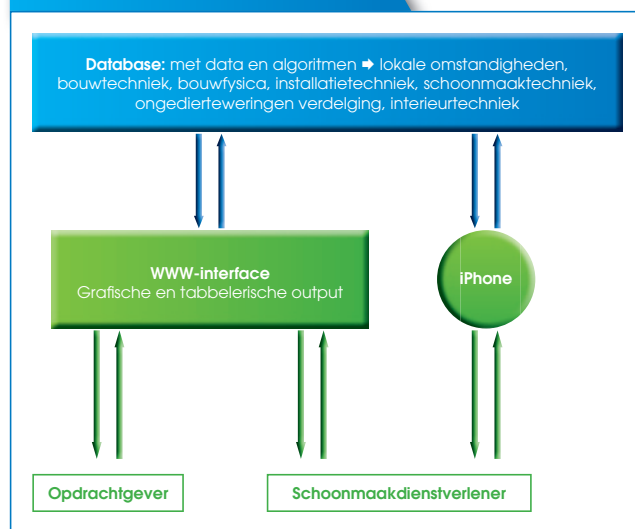 Database: met data en algoritmen ➡ lokale omstandigheden,
bouwtechniek, bouwfysica, installatietechniek, schoonmaaktechniek,
ongedierteweringen verdelging, interieurtechniek
WWW-interface
Grafische en tabbelerische output
iPhone
Opdrachtgever
Schoonmaakdienstverlener